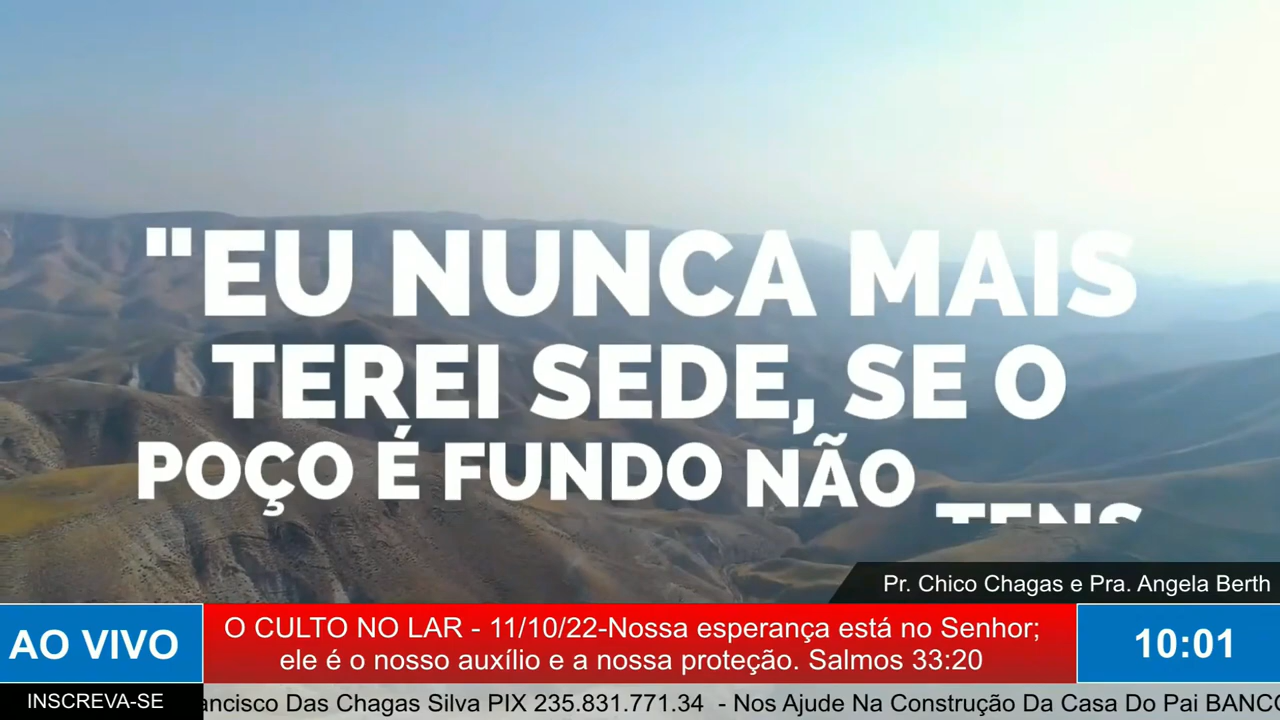 "EU NUNCA MAIS
TEREI SEDE, SE O
POÇO É FUNDO NÃO TENS
Pr. Chico Chagas e Pra. Angela Berth
AO VIVO
O CULTO NO LAR - 11/10/22-Nossa esperança está no Senhor;
ele é o nosso auxílio e a nossa proteção. Salmos 33:20
10:01
INSCREVA-SE
ancisco Das Chagas Silva PIX 235.831.771.34 - Nos Ajude Na Construção Da Casa Do Pai BANC